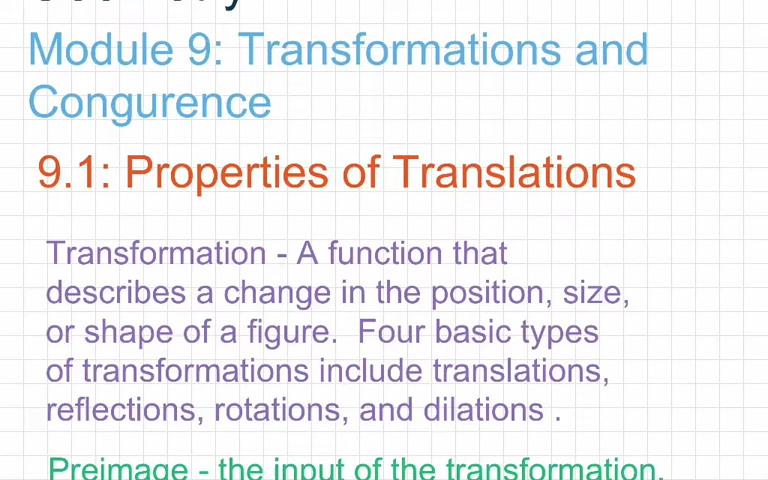 Module 9: Transformations and
Congurence
9.1: Properties of Translations
Transformation - A function that
describes a change in the position, size,
or shape of a figure. Four basic types
of transformations include translations,
reflections, rotations, and dilations .
Preimage - the input of the transformation.